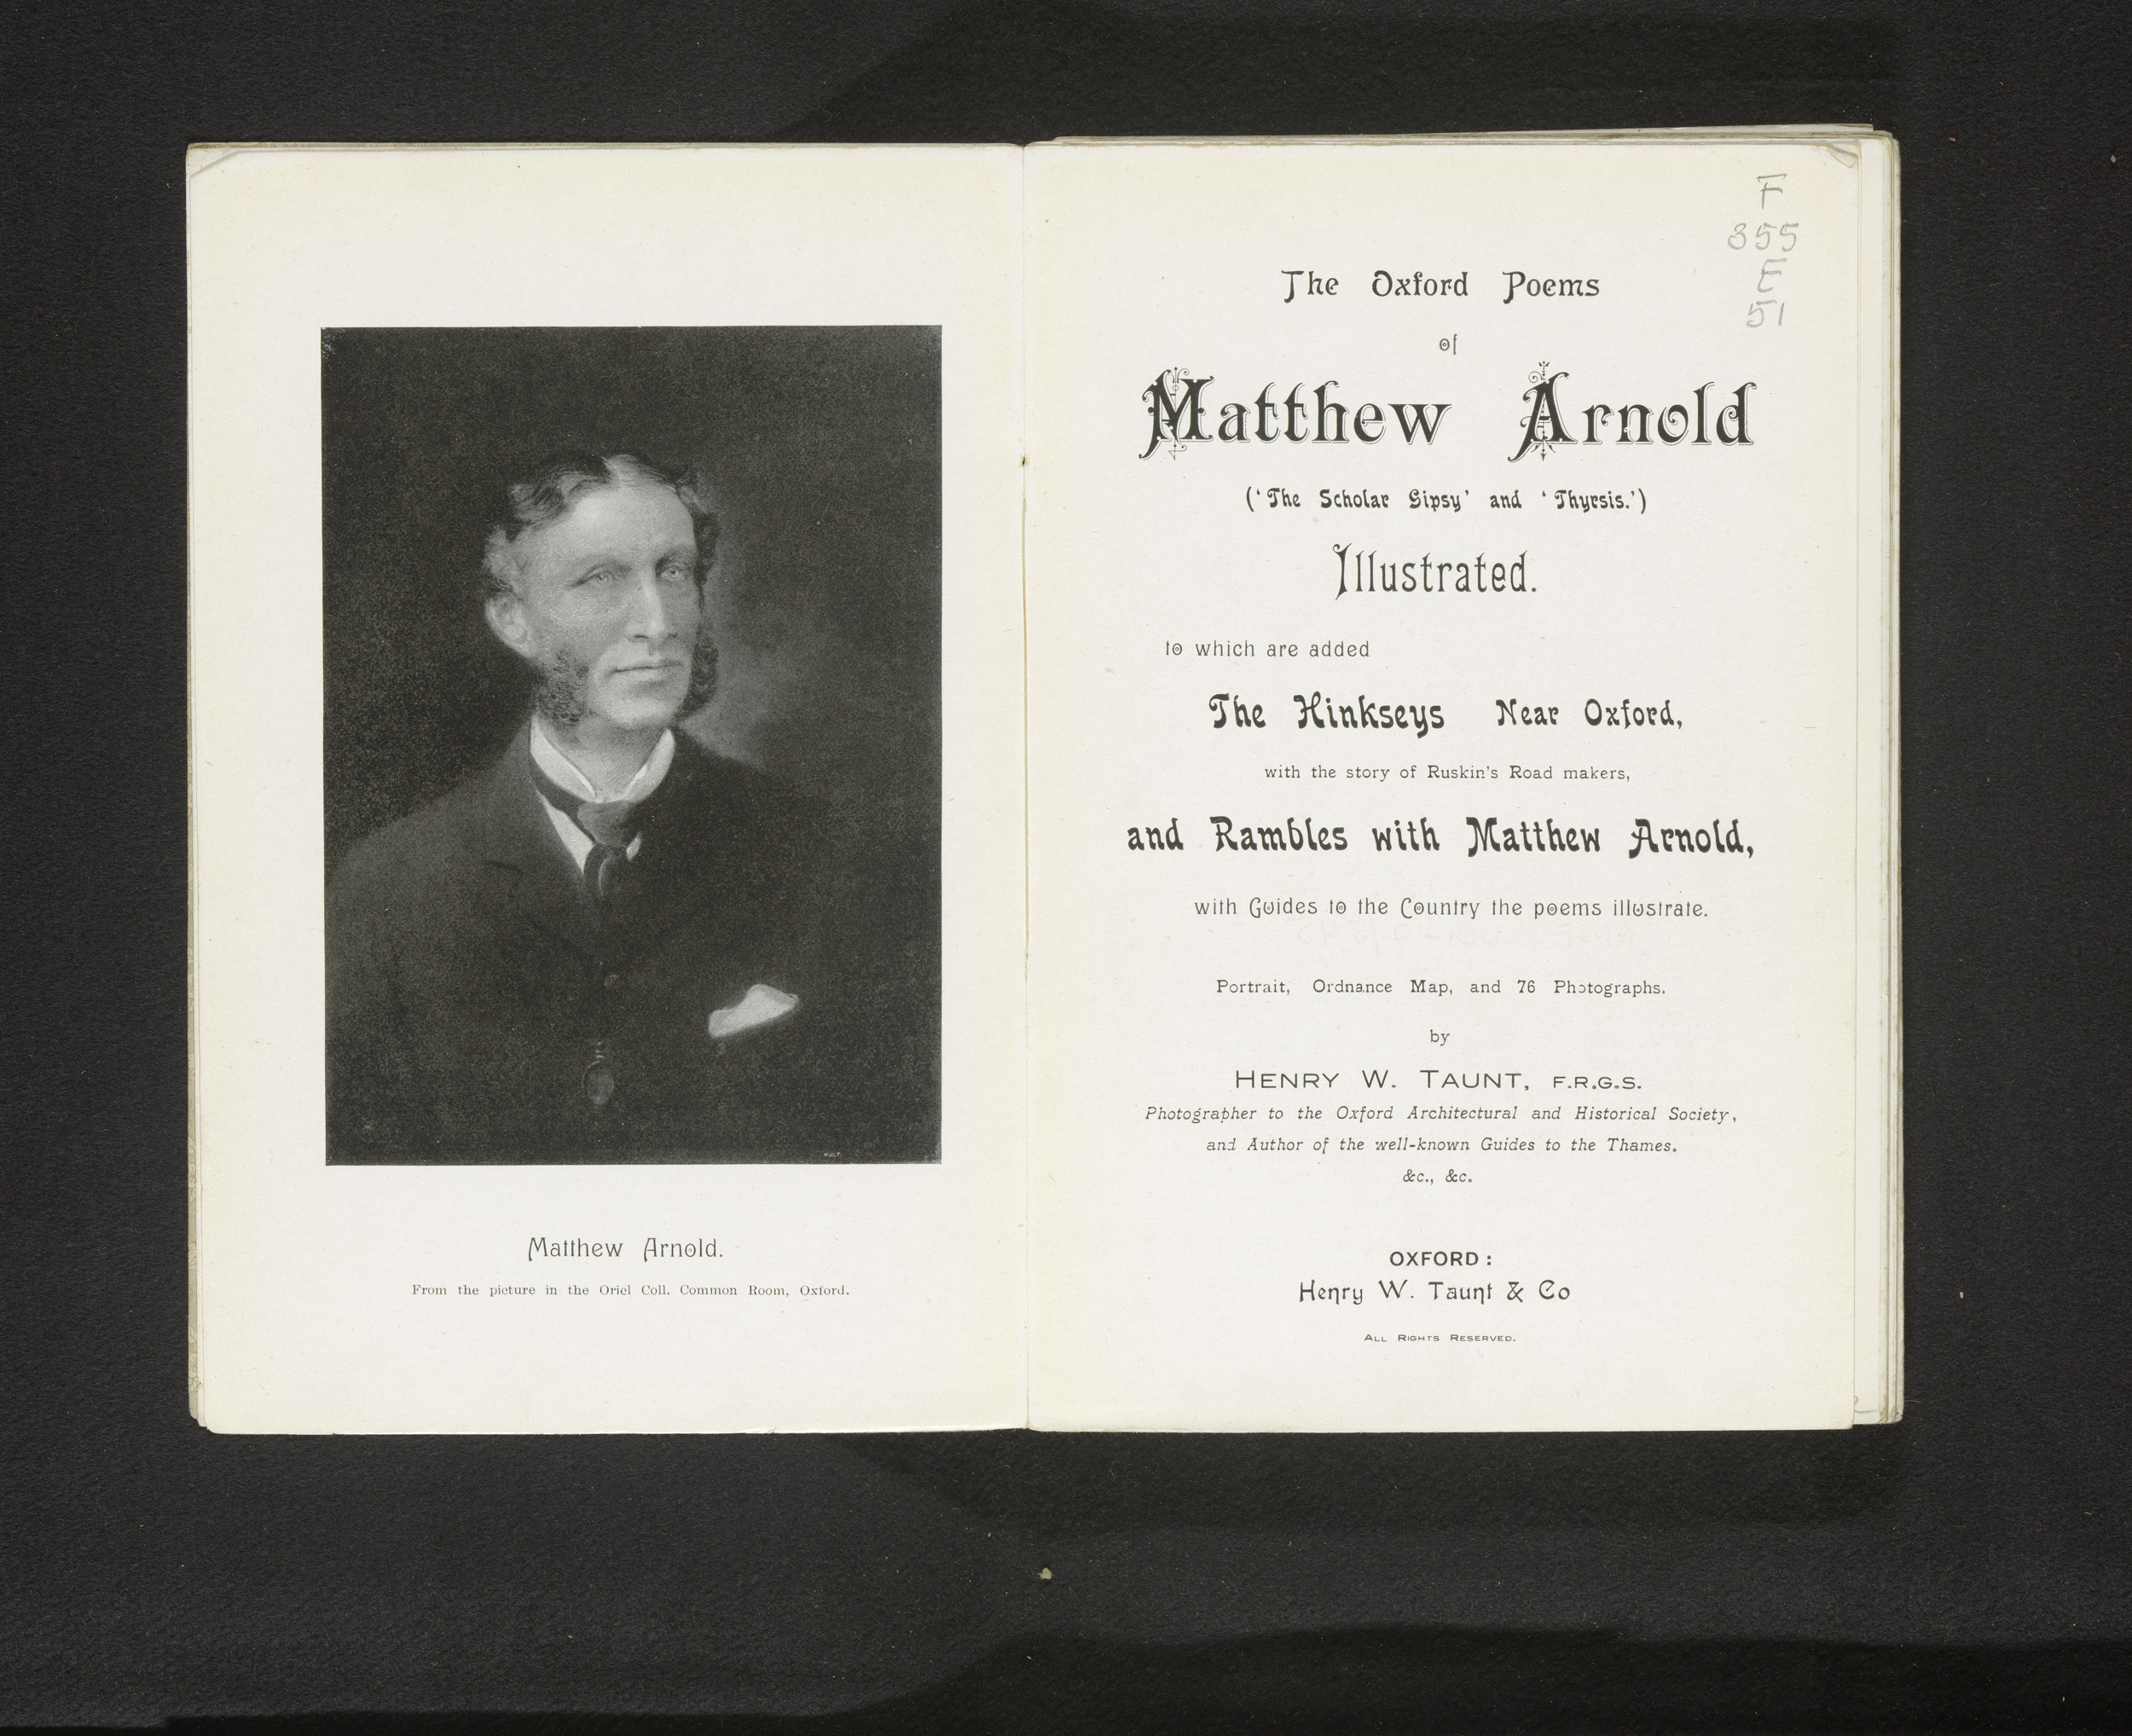 Matthew Arnold.
From the picture in the Oriel Coll. Common Room, Oxford.
F
355
E
51
The Oxford Poems
of
Matthew Arnold
('The Scholar Gipsy' and 'Thyrsis.')
Illustrated.
to which are added
The Hinkseys Near Oxford,
with the story of Ruskin's Road makers,
and Rambles with Matthew Arnold,
with Guides to the Country the poems illustrate.
Portrait, Ordnance Map, and 76 Photographs.
by
HENRY W. TAUNT, F.R.G.S.
Photographer to the Oxford Architectural and Historical Society,
and Author of the well-known Guides to the Thames.
&c., &c.
OXFORD:
Henry W. Taunt & Co
ALL RIGHTS RESERVED.